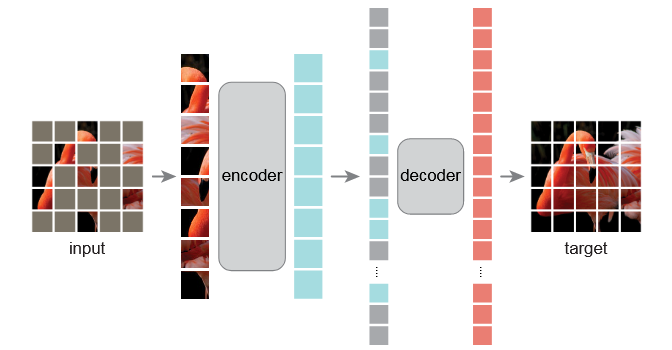 input
encoder
decoder
target